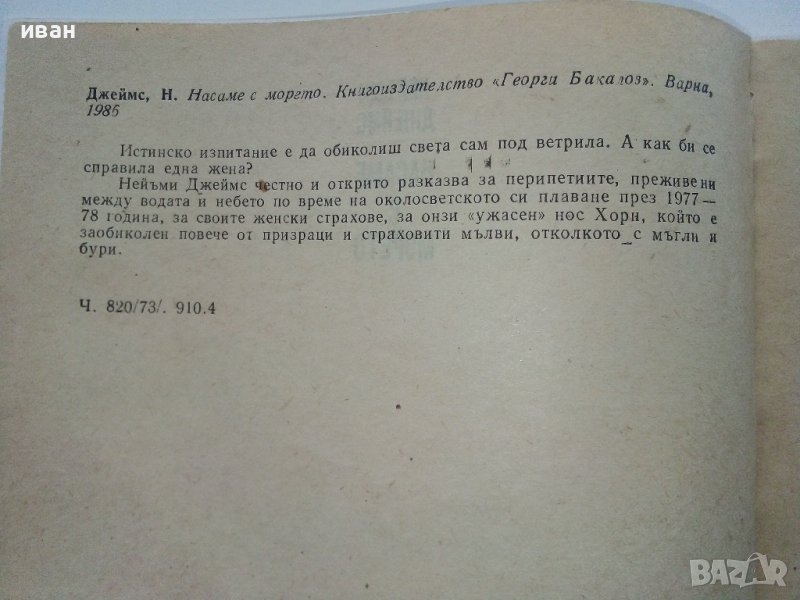 иван
Джеймс, Н. Насаме с морето. Книгоиздателство «Георги Бакалов». Варна,
1985
Истинско изпитание е да обиколиш света сам под ветрила. А как би се
справила една жена?
Нейъми Джеймс честно и открито разказва за перипетиите, преживени
между водата и небето по време на околосветското си плаване през 1977—
78 година, за своите женски страхове, за онзи «ужасен» нос Хорн, който е
заобиколен повече от призраци и страховити мълви, отколкото с мъгли и
бури.
Ч. 820/73/. 910.4
BAZAR